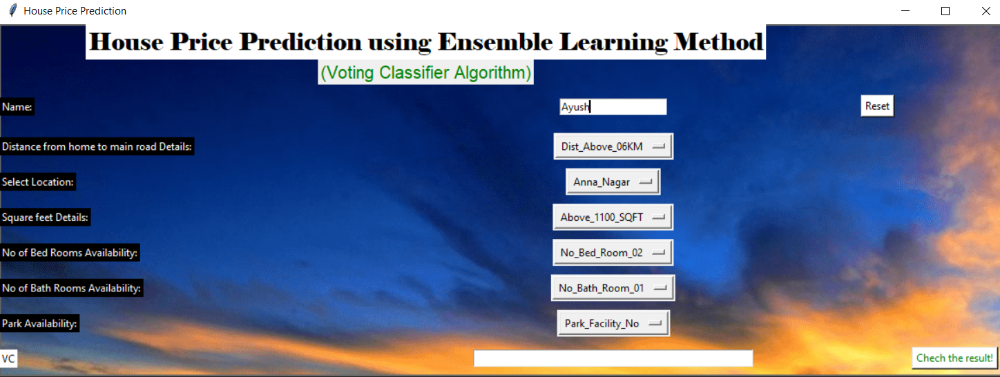 House Price Prediction
House Price Prediction using Ensemble Learning Method
(Voting Classifier Algorithm)
Name: Ayush Reset
Distance from home to main road Details: Dist_Above_06KM
Select Location: Anna_Nagar
Square feet Details: Above_1100_SQFT
No of Bed Rooms Availability: No_Bed_Room_02
No of Bath Rooms Availability: No_Bath_Room_01
Park Availability: Park_Facility_No
VC Chech the result!